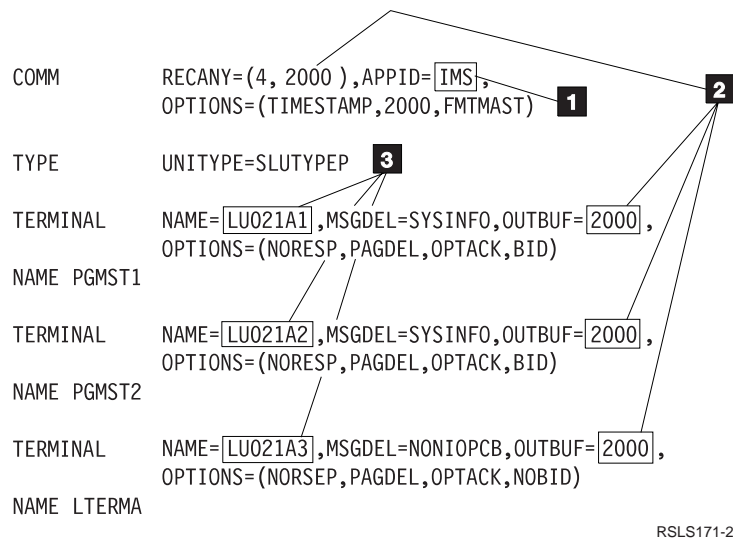 COMM RECANY=(4, 2000 ),APPID= IMS ,
OPTIONS=(TIMESTAMP,2000,FMTMAST) 1
2
TYPE UNITYPE=SLUTYPEP 3
TERMINAL NAME= LU021A1 ,MSGDEL=SYSINFO,OUTBUF= 2000 ,
OPTIONS=(NORESP,PAGDEL,OPTACK,BID)
NAME PGMST1
TERMINAL NAME= LU021A2 ,MSGDEL=SYSINFO,OUTBUF= 2000 ,
OPTIONS=(NORESP,PAGDEL,OPTACK,BID)
NAME PGMST2
TERMINAL NAME= LU021A3 ,MSGDEL=NONIOPCB,OUTBUF= 2000 ,
OPTIONS=(NORSEP,PAGDEL,OPTACK,NOBID)
NAME LTERMA
RSLS171-2